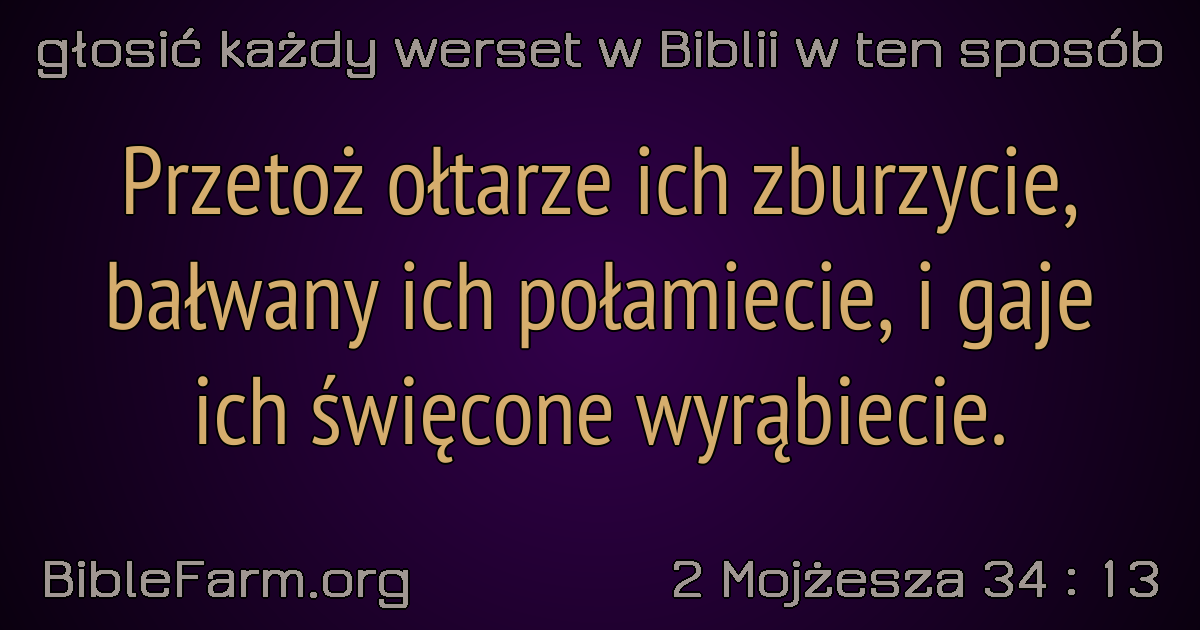 głosić każdy werset w Biblii w ten sposób
Przetoż ołtarze ich zburzycie,
bałwany ich połamiecie, i gaje
ich święcone wyrąbiecie.
BibleFarm.org
2 Mojżesza 34 : 13